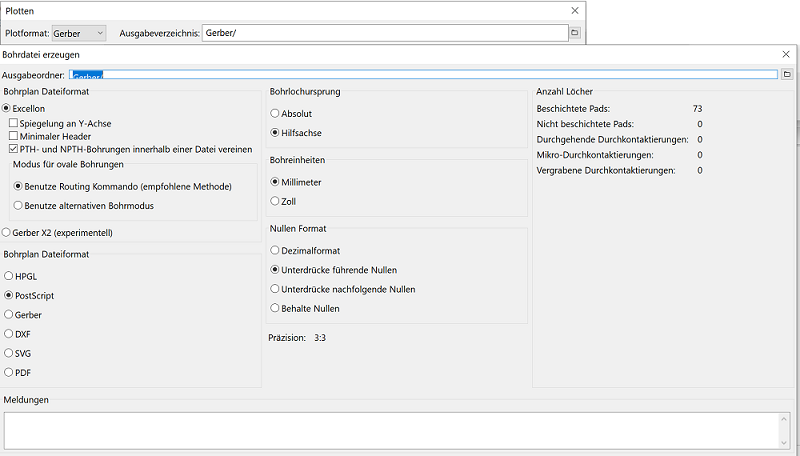 Plotten
Plotformat: Gerber Ausgabeverzeichnis: Gerber/
Bohrdatei erzeugen
Ausgabeordner: Gerber/
Bohrplan Dateiformat
Excellon
Spiegelung an Y-Achse
Minimaler Header
PTH- und NPTH-Bohrungen innerhalb einer Datei vereinen
Modus für ovale Bohrungen
Benutze Routing Kommando (empfohlene Methode)
Benutze alternativen Bohrmodus
Gerber X2 (experimentell)
Bohrplan Dateiformat
HPGL
PostScript
Gerber
DXF
SVG
PDF
Bohrlochursprung
Absolut
Hilfsachse
Bohreinheiten
Millimeter
Zoll
Nullen Format
Dezimalformat
Unterdrücke führende Nullen
Unterdrücke nachfolgende Nullen
Behalte Nullen
Präzision: 3:3
Anzahl Löcher
Beschichtete Pads: 73
Nicht beschichtete Pads: 0
Durchgehende Durchkontaktierungen: 0
Mikro-Durchkontaktierungen: 0
Vergrabene Durchkontaktierungen: 0
Meldungen